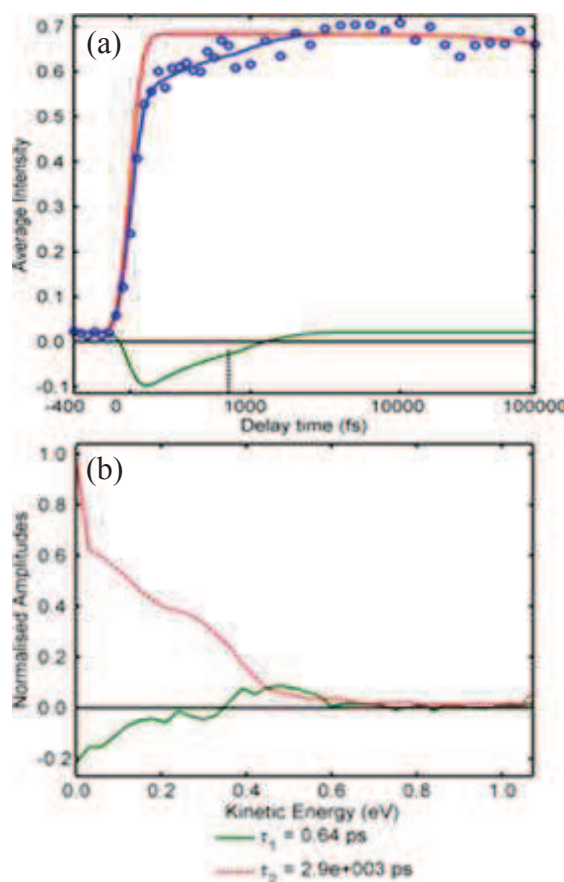 (a)
0.7
0.6
0.5
0.4
0.3
0.2
0.1
0.0
-0.1
Average Intensity
-400 0 1000 10000 100000
Delay time (fs)
(b)
1.0
0.8
0.6
0.4
0.2
0.0
-0.2
Normalised Amplitudes
0.0 0.2 0.4 0.6 0.8 1.0
Kinetic Energy (eV)
τ₁ = 0.64 ps
τ₂ = 2.9e+003 ps